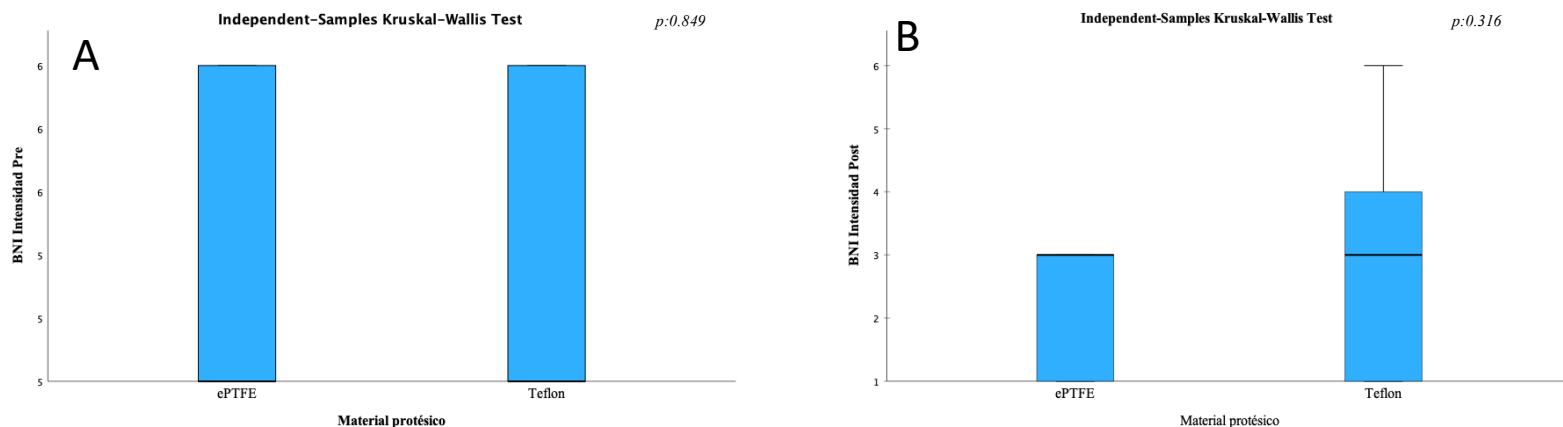 Independent-Samples Kruskal-Wallis Test
p:0.849
A
6
6
6
5
5
5
BNI Intensidad Pre
ePTFE
Teflon
Material protésico
Independent-Samples Kruskal-Wallis Test
p:0.316
B
6
5
4
3
2
1
BNI Intensidad Post
ePTFE
Teflon
Material protésico